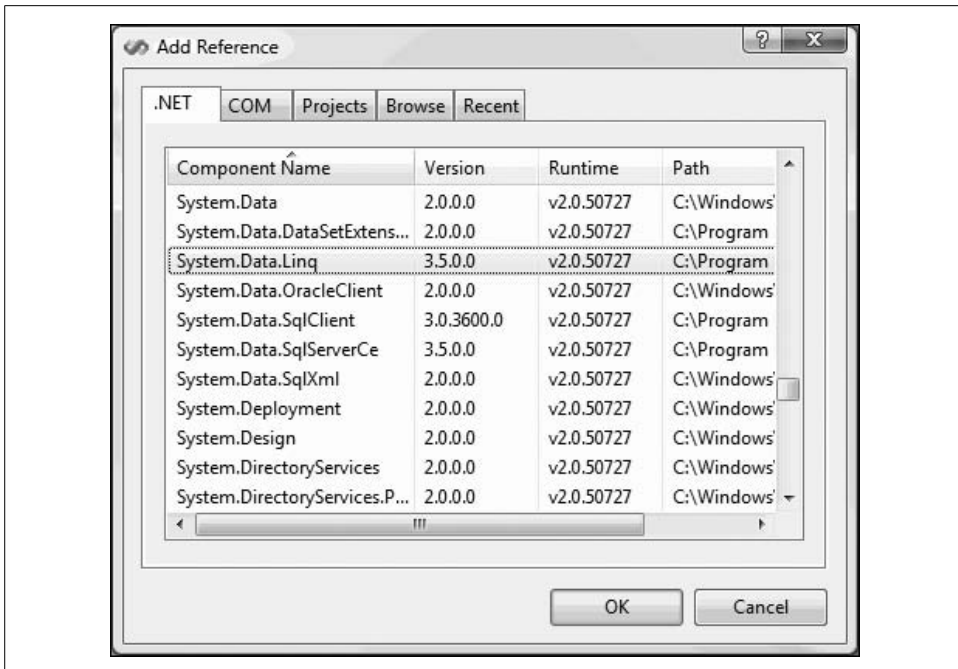 Add Reference
.NET COM Projects Browse Recent
Component Name Version Runtime Path
System.Data 2.0.0.0 v2.0.50727 C:\Windows\
System.Data.DataSetExtens... 2.0.0.0 v2.0.50727 C:\Program
System.Data.Linq 3.5.0.0 v2.0.50727 C:\Program
System.Data.OracleClient 2.0.0.0 v2.0.50727 C:\Windows\
System.Data.SqlClient 3.0.3600.0 v2.0.50727 C:\Program
System.Data.SqlServerCe 3.5.0.0 v2.0.50727 C:\Program
System.Data.SqlXml 2.0.0.0 v2.0.50727 C:\Windows\
System.Deployment 2.0.0.0 v2.0.50727 C:\Windows\
System.Design 2.0.0.0 v2.0.50727 C:\Windows\
System.DirectoryServices 2.0.0.0 v2.0.50727 C:\Windows\
System.DirectoryServices.P... 2.0.0.0 v2.0.50727 C:\Windows\
OK Cancel